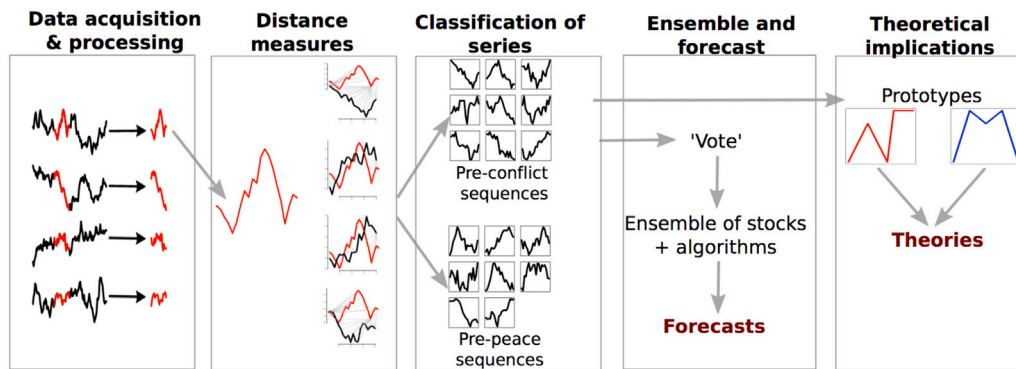 Data acquisition
& processing
Distance
measures
Classification of
series
Pre-conflict
sequences
Pre-peace
sequences
Ensemble and
forecast
'Vote'
Ensemble of stocks
+ algorithms
Forecasts
Theoretical
implications
Prototypes
Theories